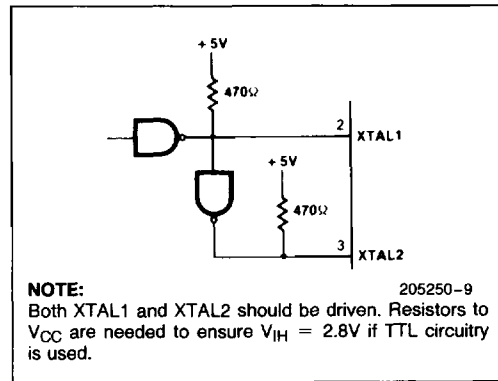 + 5V
470Ω
2
XTAL1
+ 5V
470Ω
3
XTAL2
NOTE: 205250–9
Both XTAL1 and XTAL2 should be driven. Resistors to
VCC are needed to ensure VIH = 2.8V if TTL circuitry
is used.